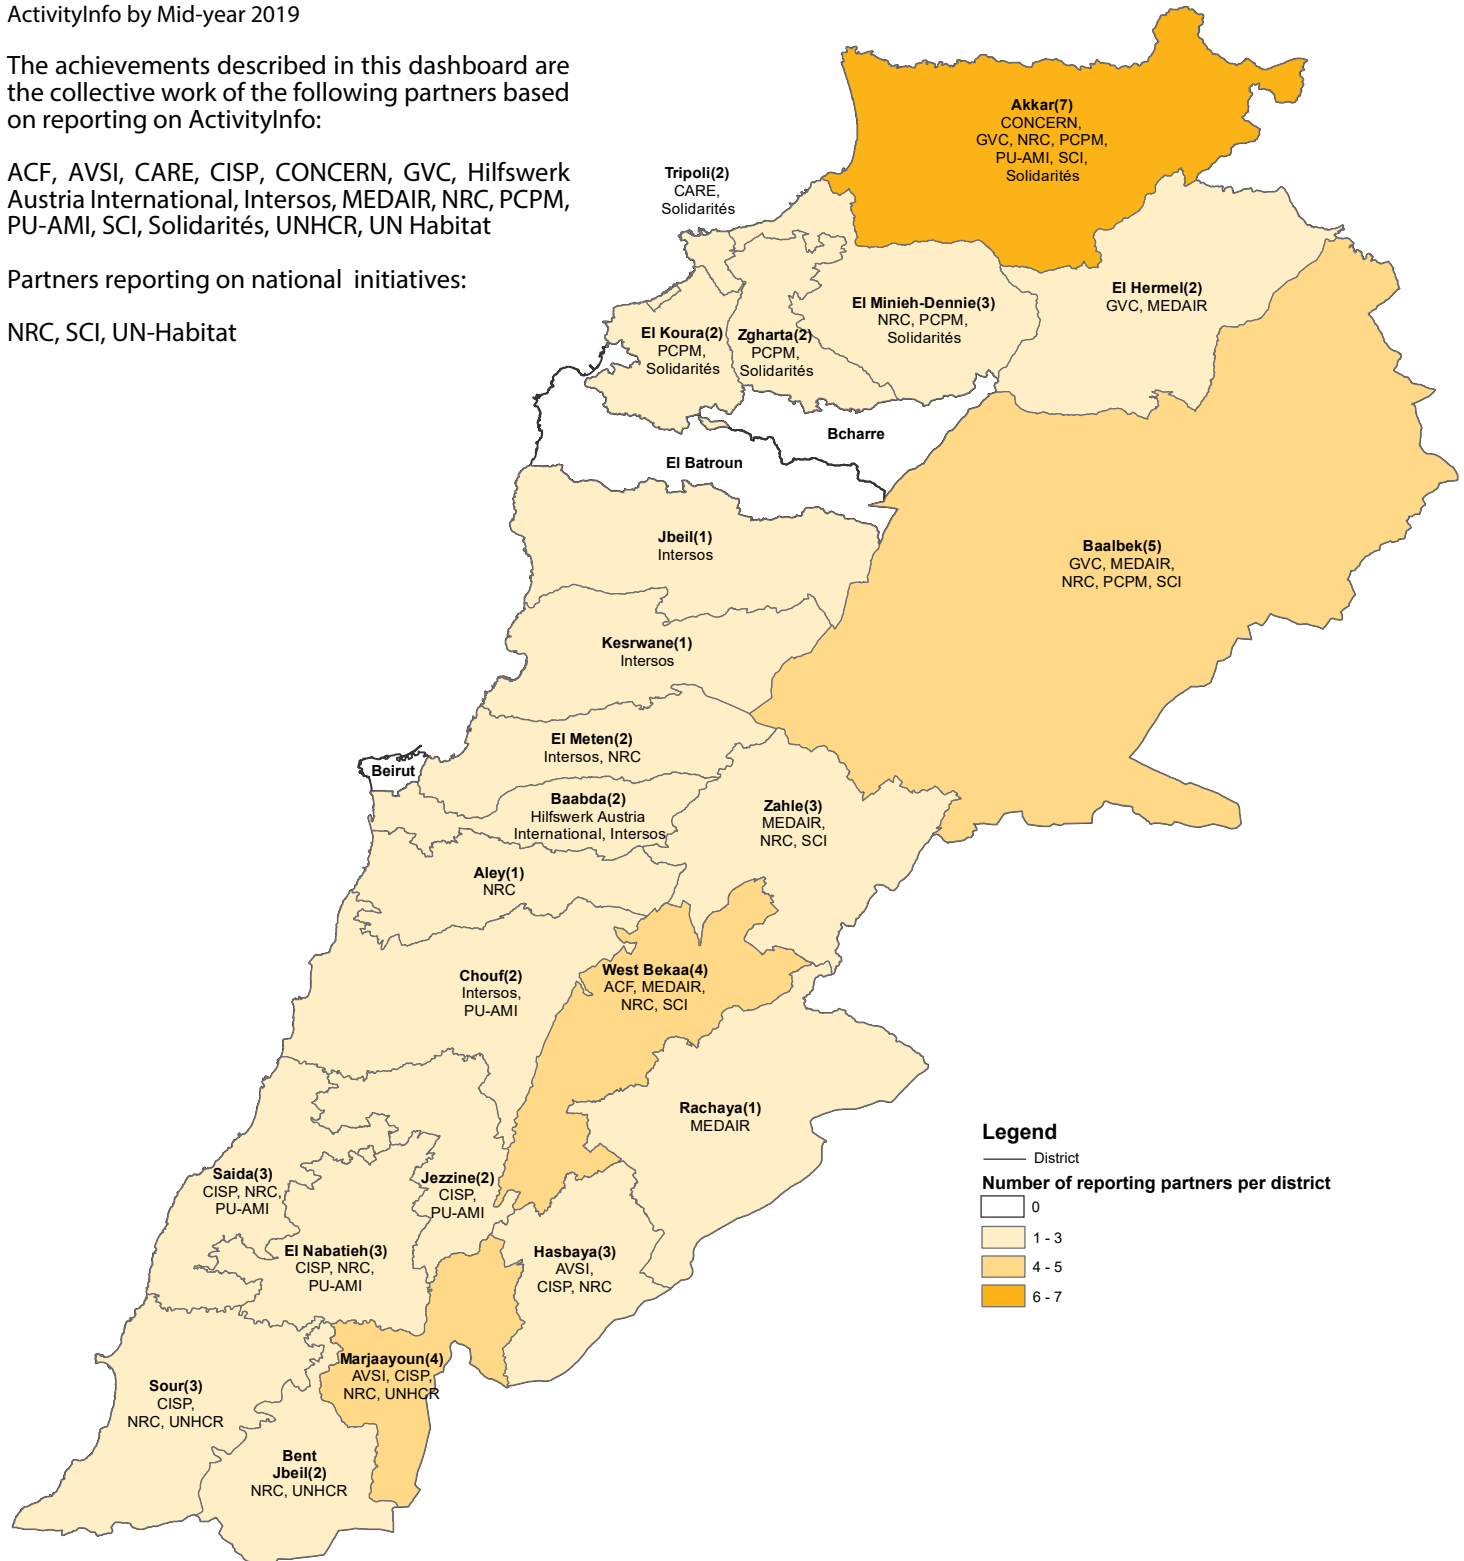 ActivityInfo by Mid-year 2019
The achievements described in this dashboard are
the collective work of the following partners based
on reporting on ActivityInfo:
ACF, AVSI, CARE, CISP, CONCERN, GVC, Hilfswerk
Austria International, Intersos, MEDAIR, NRC, PCPM,
PU-AMI, SCI, Solidarités, UNHCR, UN Habitat
Partners reporting on national initiatives:
NRC, SCI, UN-Habitat
Akkar(7)
CONCERN,
GVC, NRC, PCPM,
PU-AMI, SCI,
Solidarités
Tripoli(2)
CARE,
Solidarités
El Hermel(2)
GVC, MEDAIR
El Minieh-Dennie(3)
NRC, PCPM,
Solidarités
El Koura(2)
PCPM,
Solidarités
Zgharta(2)
PCPM,
Solidarités
Bcharre
El Batroun
Jbeil(1)
Intersos
Baalbek(5)
GVC, MEDAIR,
NRC, PCPM, SCI
Kesrwane(1)
Intersos
El Meten(2)
Intersos, NRC
Beirut
Baabda(2)
Hilfswerk Austria
International, Intersos
Zahle(3)
MEDAIR,
NRC, SCI
Aley(1)
NRC
Chouf(2)
Intersos,
PU-AMI
West Bekaa(4)
ACF, MEDAIR,
NRC, SCI
Rachaya(1)
MEDAIR
Saida(3)
CISP, NRC,
PU-AMI
Jezzine(2)
CISP,
PU-AMI
El Nabatieh(3)
CISP, NRC,
PU-AMI
Hasbaya(3)
AVSI,
CISP, NRC
Marjaayoun(4)
AVSI, CISP,
NRC, UNHCR
Sour(3)
CISP,
NRC, UNHCR
Bent
Jbeil(2)
NRC, UNHCR
Legend
District
Number of reporting partners per district
0
1 - 3
4 - 5
6 - 7